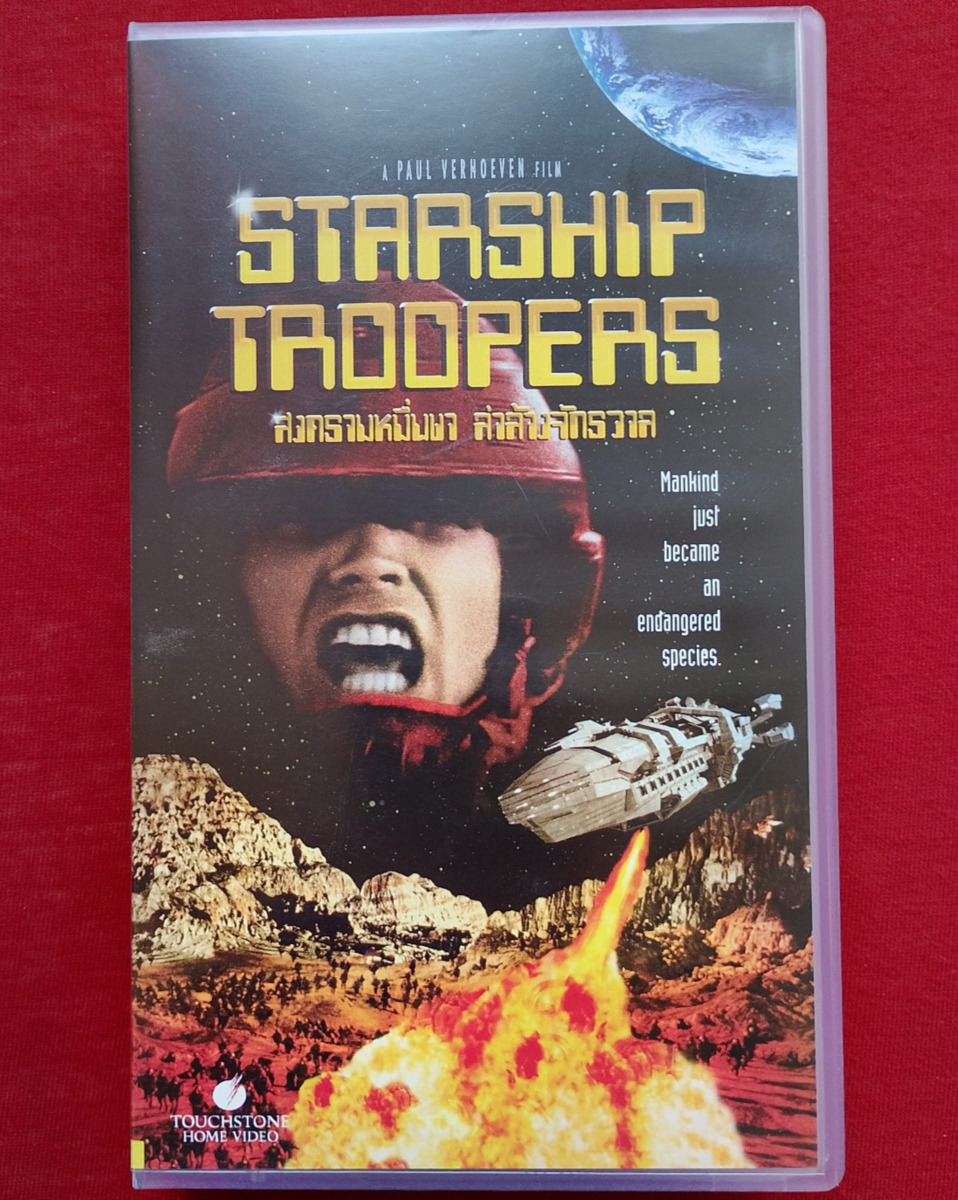 A PAUL VERHOEVEN FILM
STARSHIP
TROOPERS
สงครามหมื่นขา ล่าล้างจักรวาล
Mankind
just
became
an
endangered
species.
TOUCHSTONE
HOME VIDEO